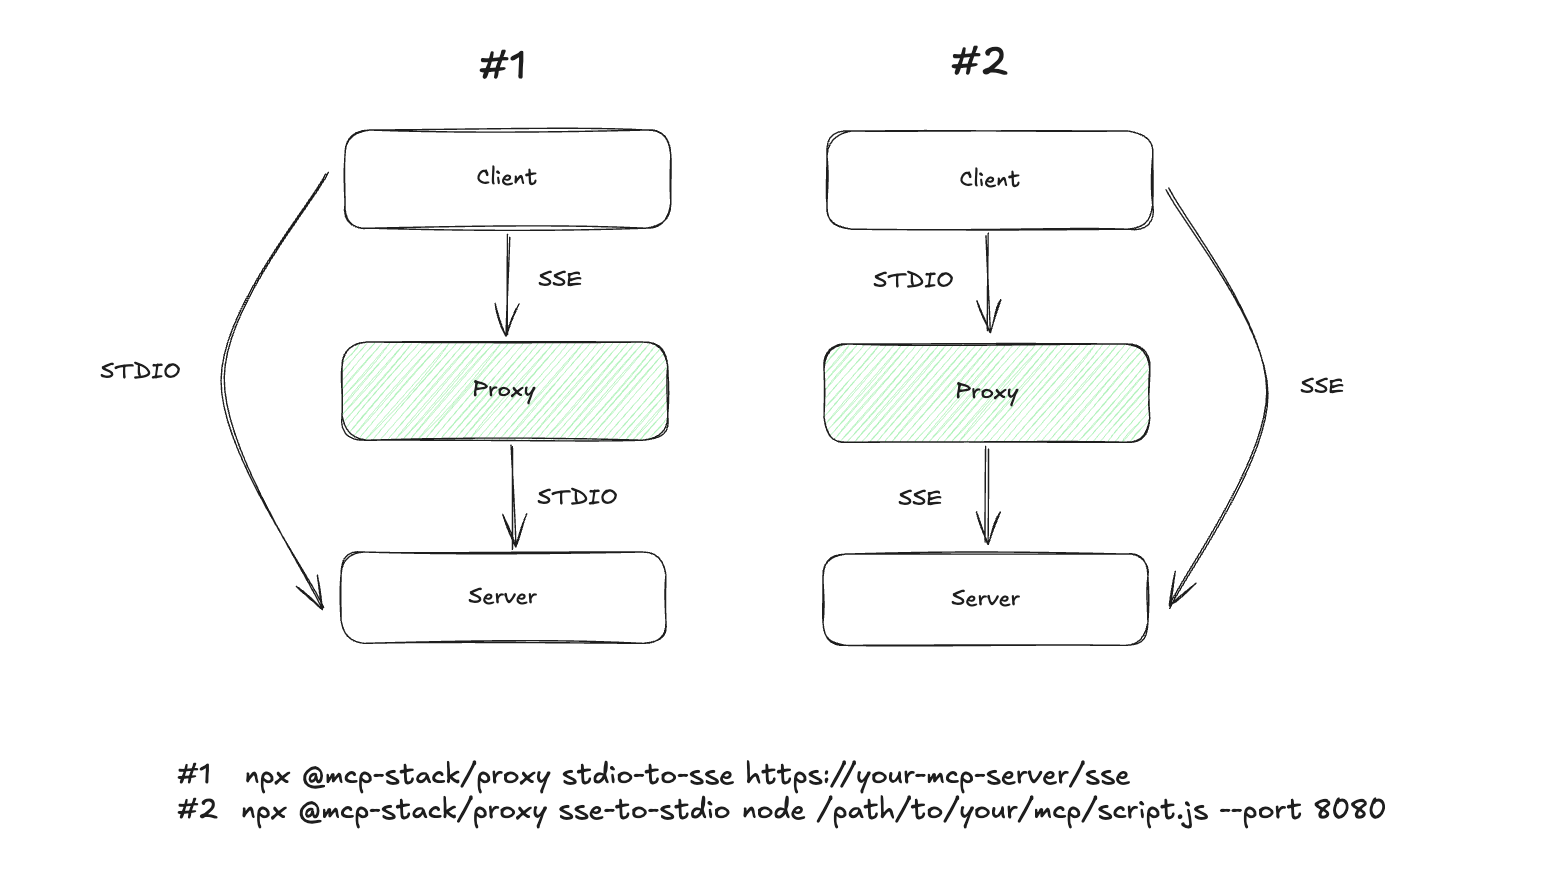 #1
#2
Client
Client
SSE
STDIO
STDIO
SSE
Proxy
Proxy
STDIO
SSE
Server
Server
#1 npx @mcp-stack/proxy stdio-to-sse https://your-mcp-server/sse
#2 npx @mcp-stack/proxy sse-to-stdio node /path/to/your/mcp/script.js --port 8080